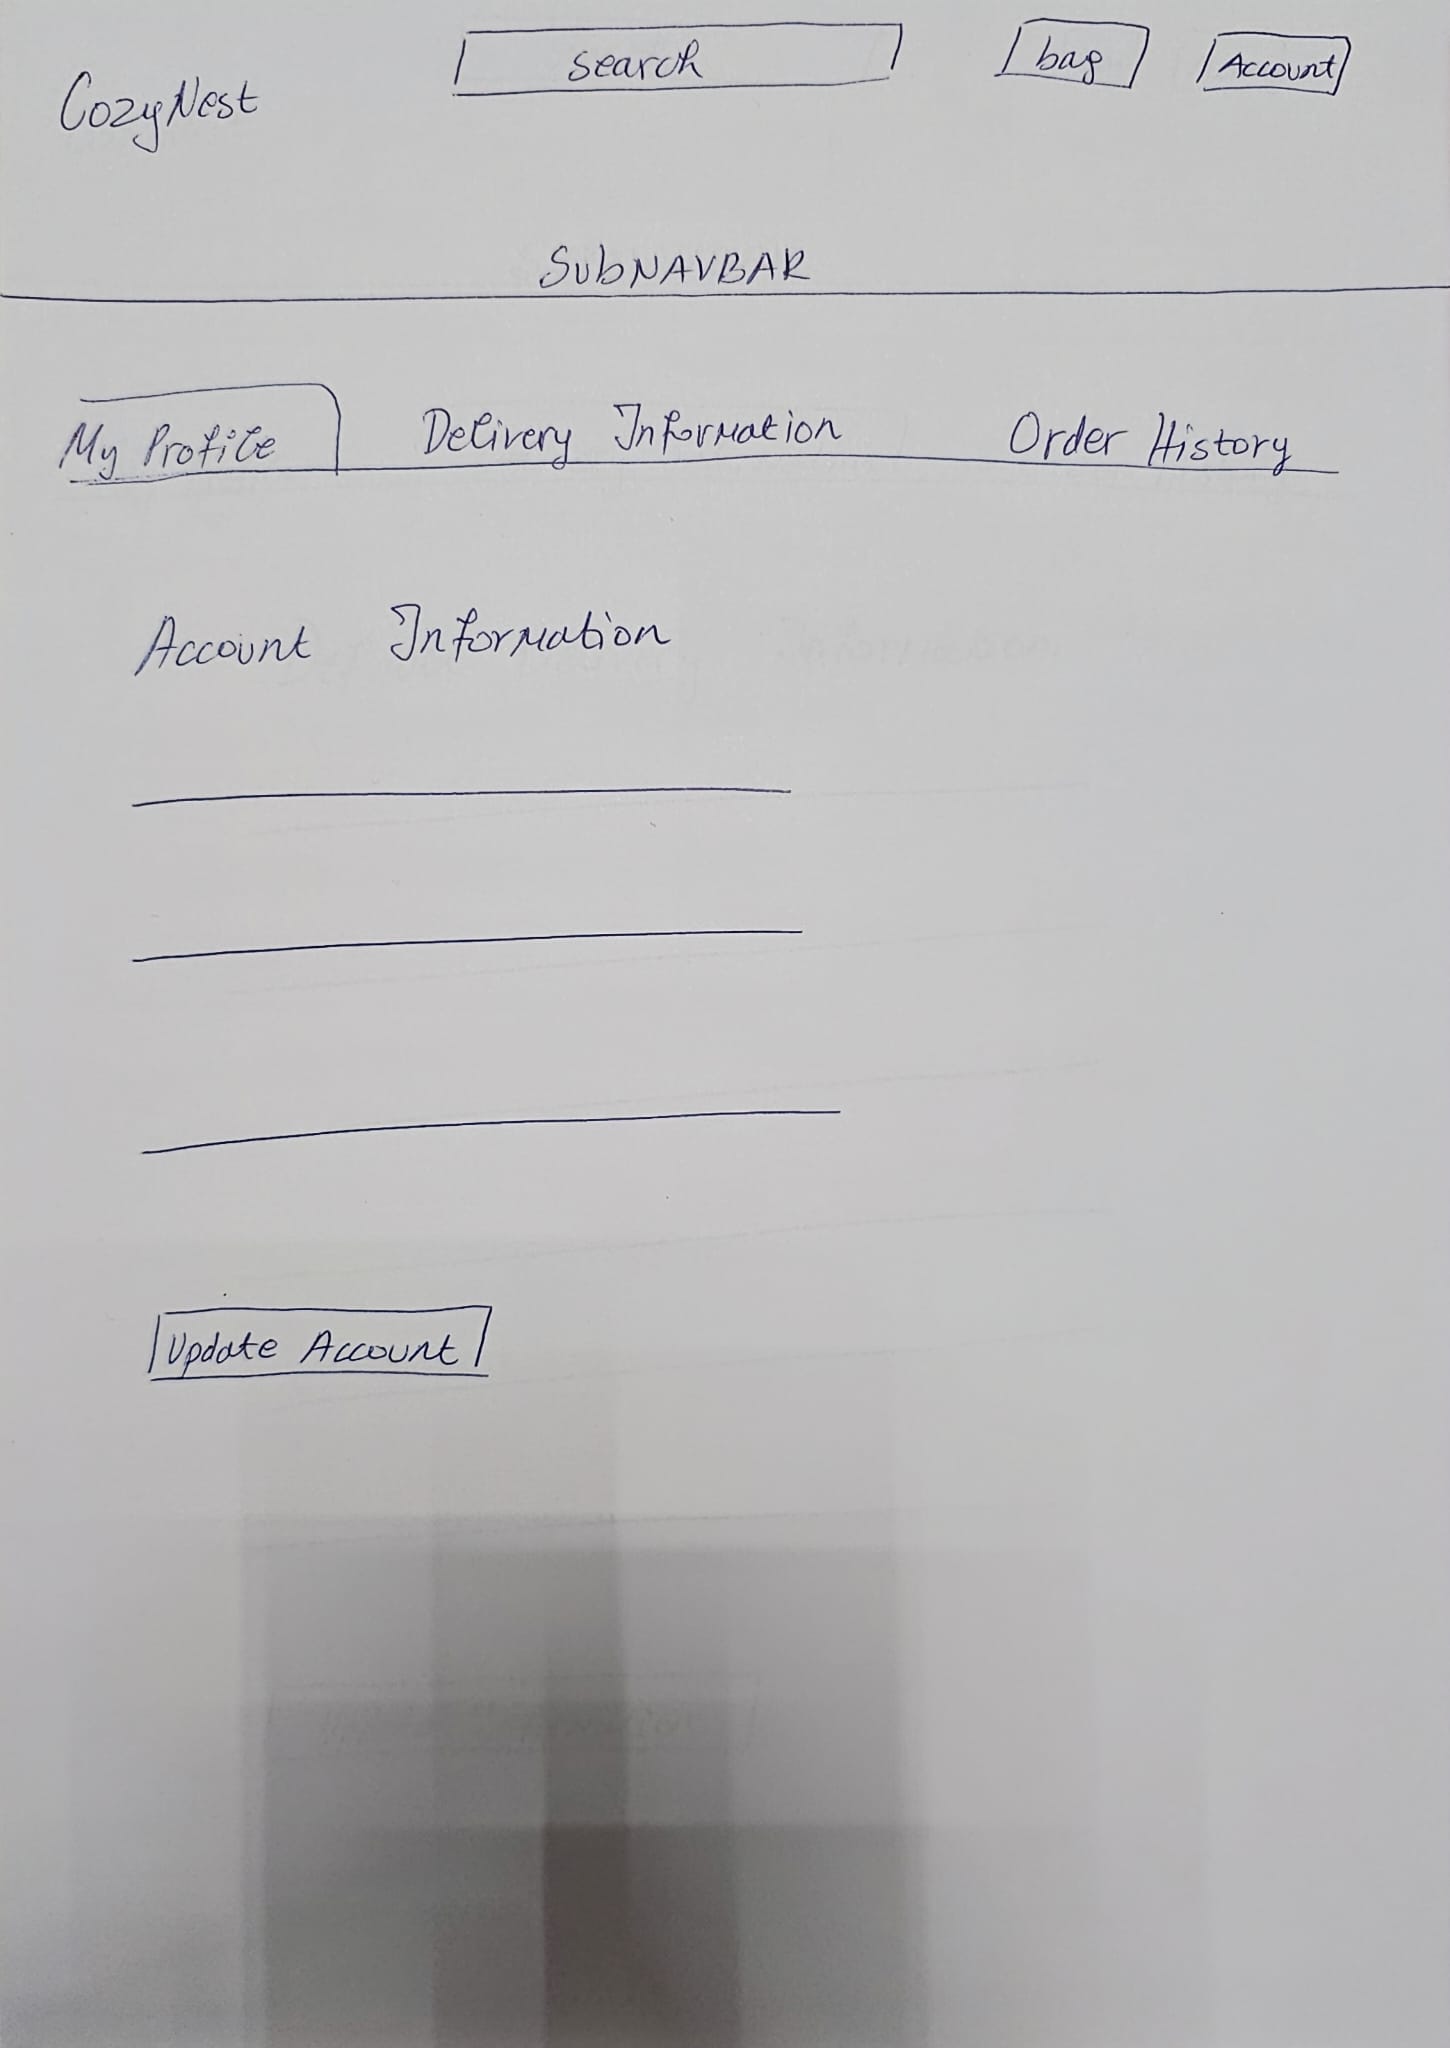 CozyNest search bag Account
SubNAVBAR
My Profile Delivery Information Order History
Account Information
Update Account